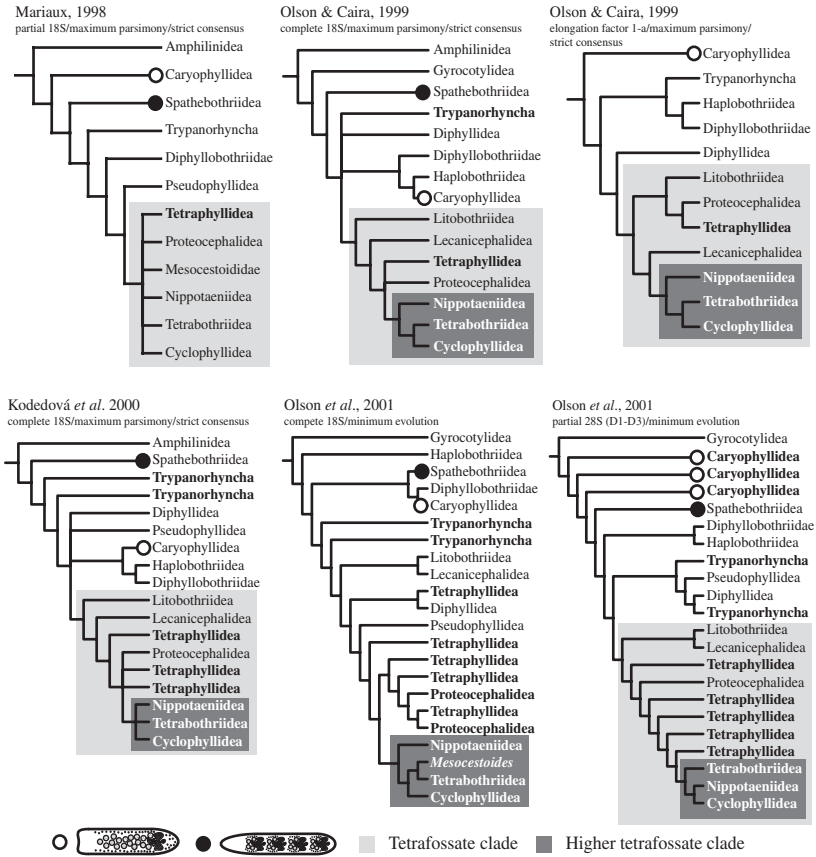 Mariaux, 1998
partial 18S/maximum parsimony/strict consensus
Amphilinidea
Caryophyllidea
Spathebothriidea
Trypanorhyncha
Diphyllobothriidae
Pseudophyllidea
Tetraphyllidea
Proteocephalidea
Mesocestoididae
Nippotaeniidea
Tetrabothriidea
Cyclophyllidea
Olson & Caira, 1999
complete 18S/maximum parsimony/strict consensus
Amphilinidea
Gyrocotylidea
Spathebothriidea
Trypanorhyncha
Diphyllidea
Diphyllobothriidae
Haplobothriidea
Caryophyllidea
Litobothriidea
Lecanicephalidea
Tetraphyllidea
Proteocephalidea
Nippotaeniidea
Tetrabothriidea
Cyclophyllidea
Olson & Caira, 1999
elongation factor 1-a/maximum parsimony/
strict consensus
Caryophyllidea
Trypanorhyncha
Haplobothriidea
Diphyllobothriidae
Diphyllidea
Litobothriidea
Proteocephalidea
Tetraphyllidea
Lecanicephalidea
Nippotaeniidea
Tetrabothriidea
Cyclophyllidea
Kodedová et al. 2000
complete 18S/maximum parsimony/strict consensus
Amphilinidea
Spathebothriidea
Trypanorhyncha
Trypanorhyncha
Diphyllidea
Pseudophyllidea
Caryophyllidea
Haplobothriidea
Diphyllobothriidae
Litobothriidea
Lecanicephalidea
Tetraphyllidea
Proteocephalidea
Tetraphyllidea
Tetraphyllidea
Nippotaeniidea
Tetrabothriidea
Cyclophyllidea
Olson et al., 2001
compete 18S/minimum evolution
Gyrocotylidea
Haplobothriidea
Spathebothriidea
Diphyllobothriidae
Caryophyllidea
Trypanorhyncha
Trypanorhyncha
Litobothriidea
Lecanicephalidea
Tetraphyllidea
Diphyllidea
Pseudophyllidea
Tetraphyllidea
Tetraphyllidea
Tetraphyllidea
Proteocephalidea
Tetraphyllidea
Proteocephalidea
Nippotaeniidea
Mesocestoides
Tetrabothriidea
Cyclophyllidea
Olson et al., 2001
partial 28S (D1-D3)/minimum evolution
Gyrocotylidea
Caryophyllidea
Caryophyllidea
Caryophyllidea
Spathebothriidea
Diphyllobothriidae
Haplobothriidea
Trypanorhyncha
Pseudophyllidea
Diphyllidea
Trypanorhyncha
Litobothriidea
Lecanicephalidea
Tetraphyllidea
Proteocephalidea
Tetraphyllidea
Tetraphyllidea
Tetraphyllidea
Tetraphyllidea
Tetrabothriidea
Nippotaeniidea
Cyclophyllidea
Tetrafossate clade
Higher tetrafossate clade